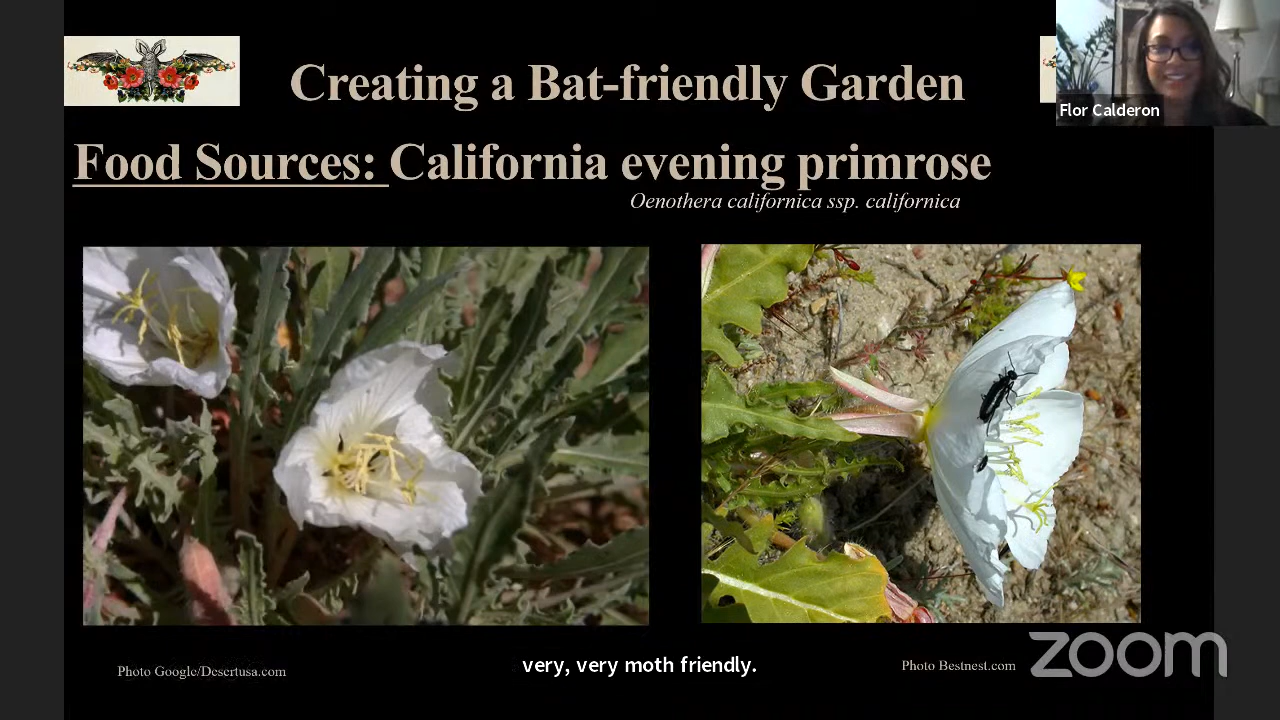 Creating a Bat-friendly Garden
Flor Calderon
Food Sources: California evening primrose
Oenothera californica ssp. californica
very, very moth friendly.
Photo Google/Desertusa.com
Photo Bestnest.com
zoom